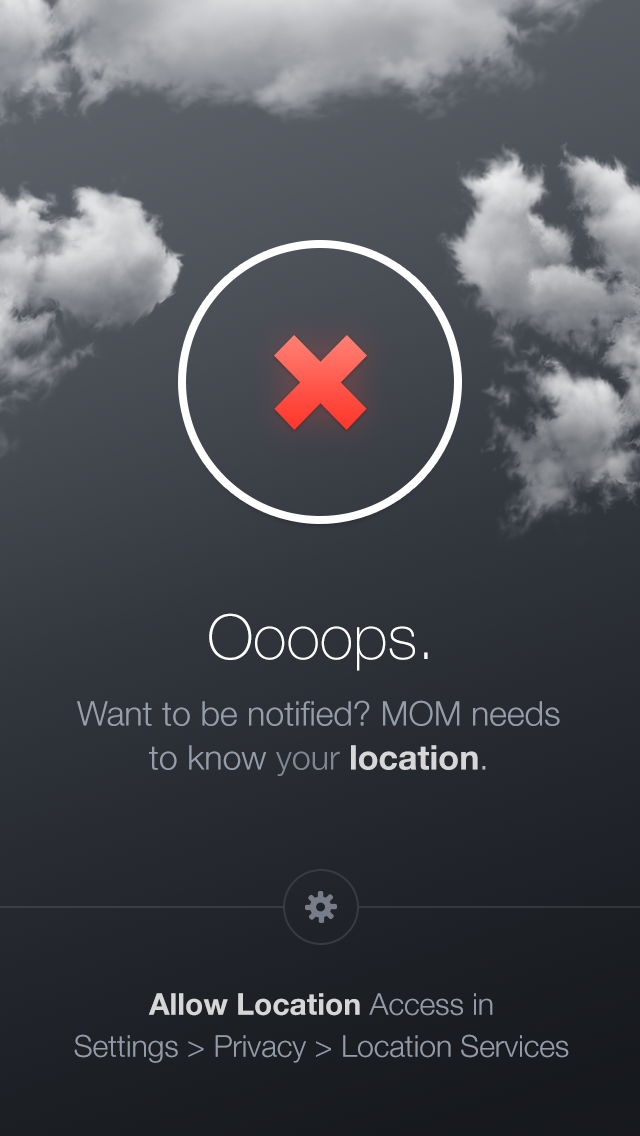 Oooops.
Want to be notified? MOM needs
to know your location.
Allow Location Access in
Settings > Privacy > Location Services